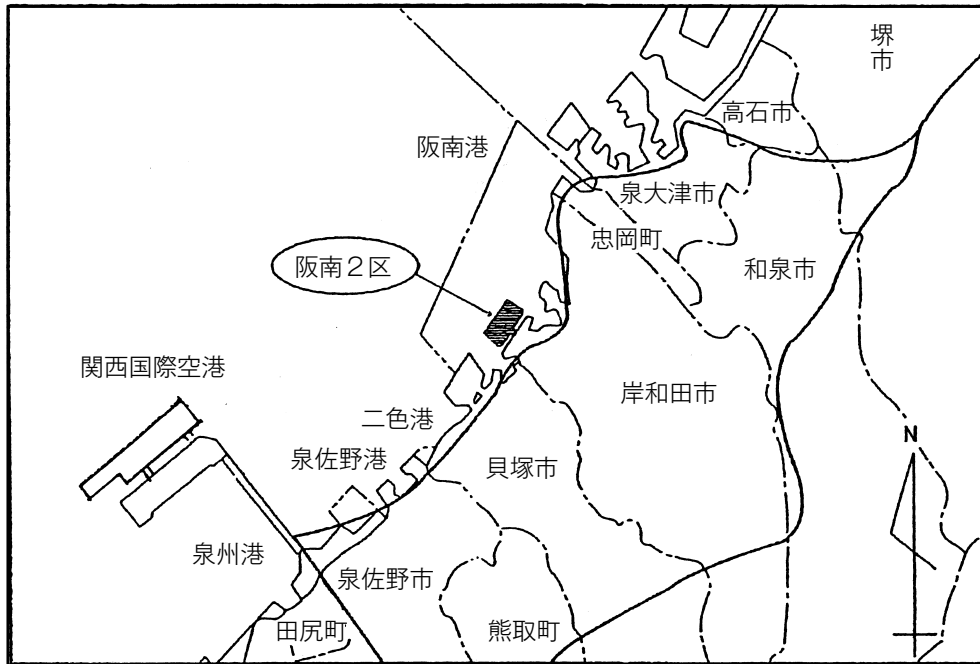 堺市
高石市
阪南港
泉大津市
忠岡町
和泉市
阪南2区
関西国際空港
岸和田市
二色港
N
泉佐野港
貝塚市
泉州港
泉佐野市
田尻町
熊取町